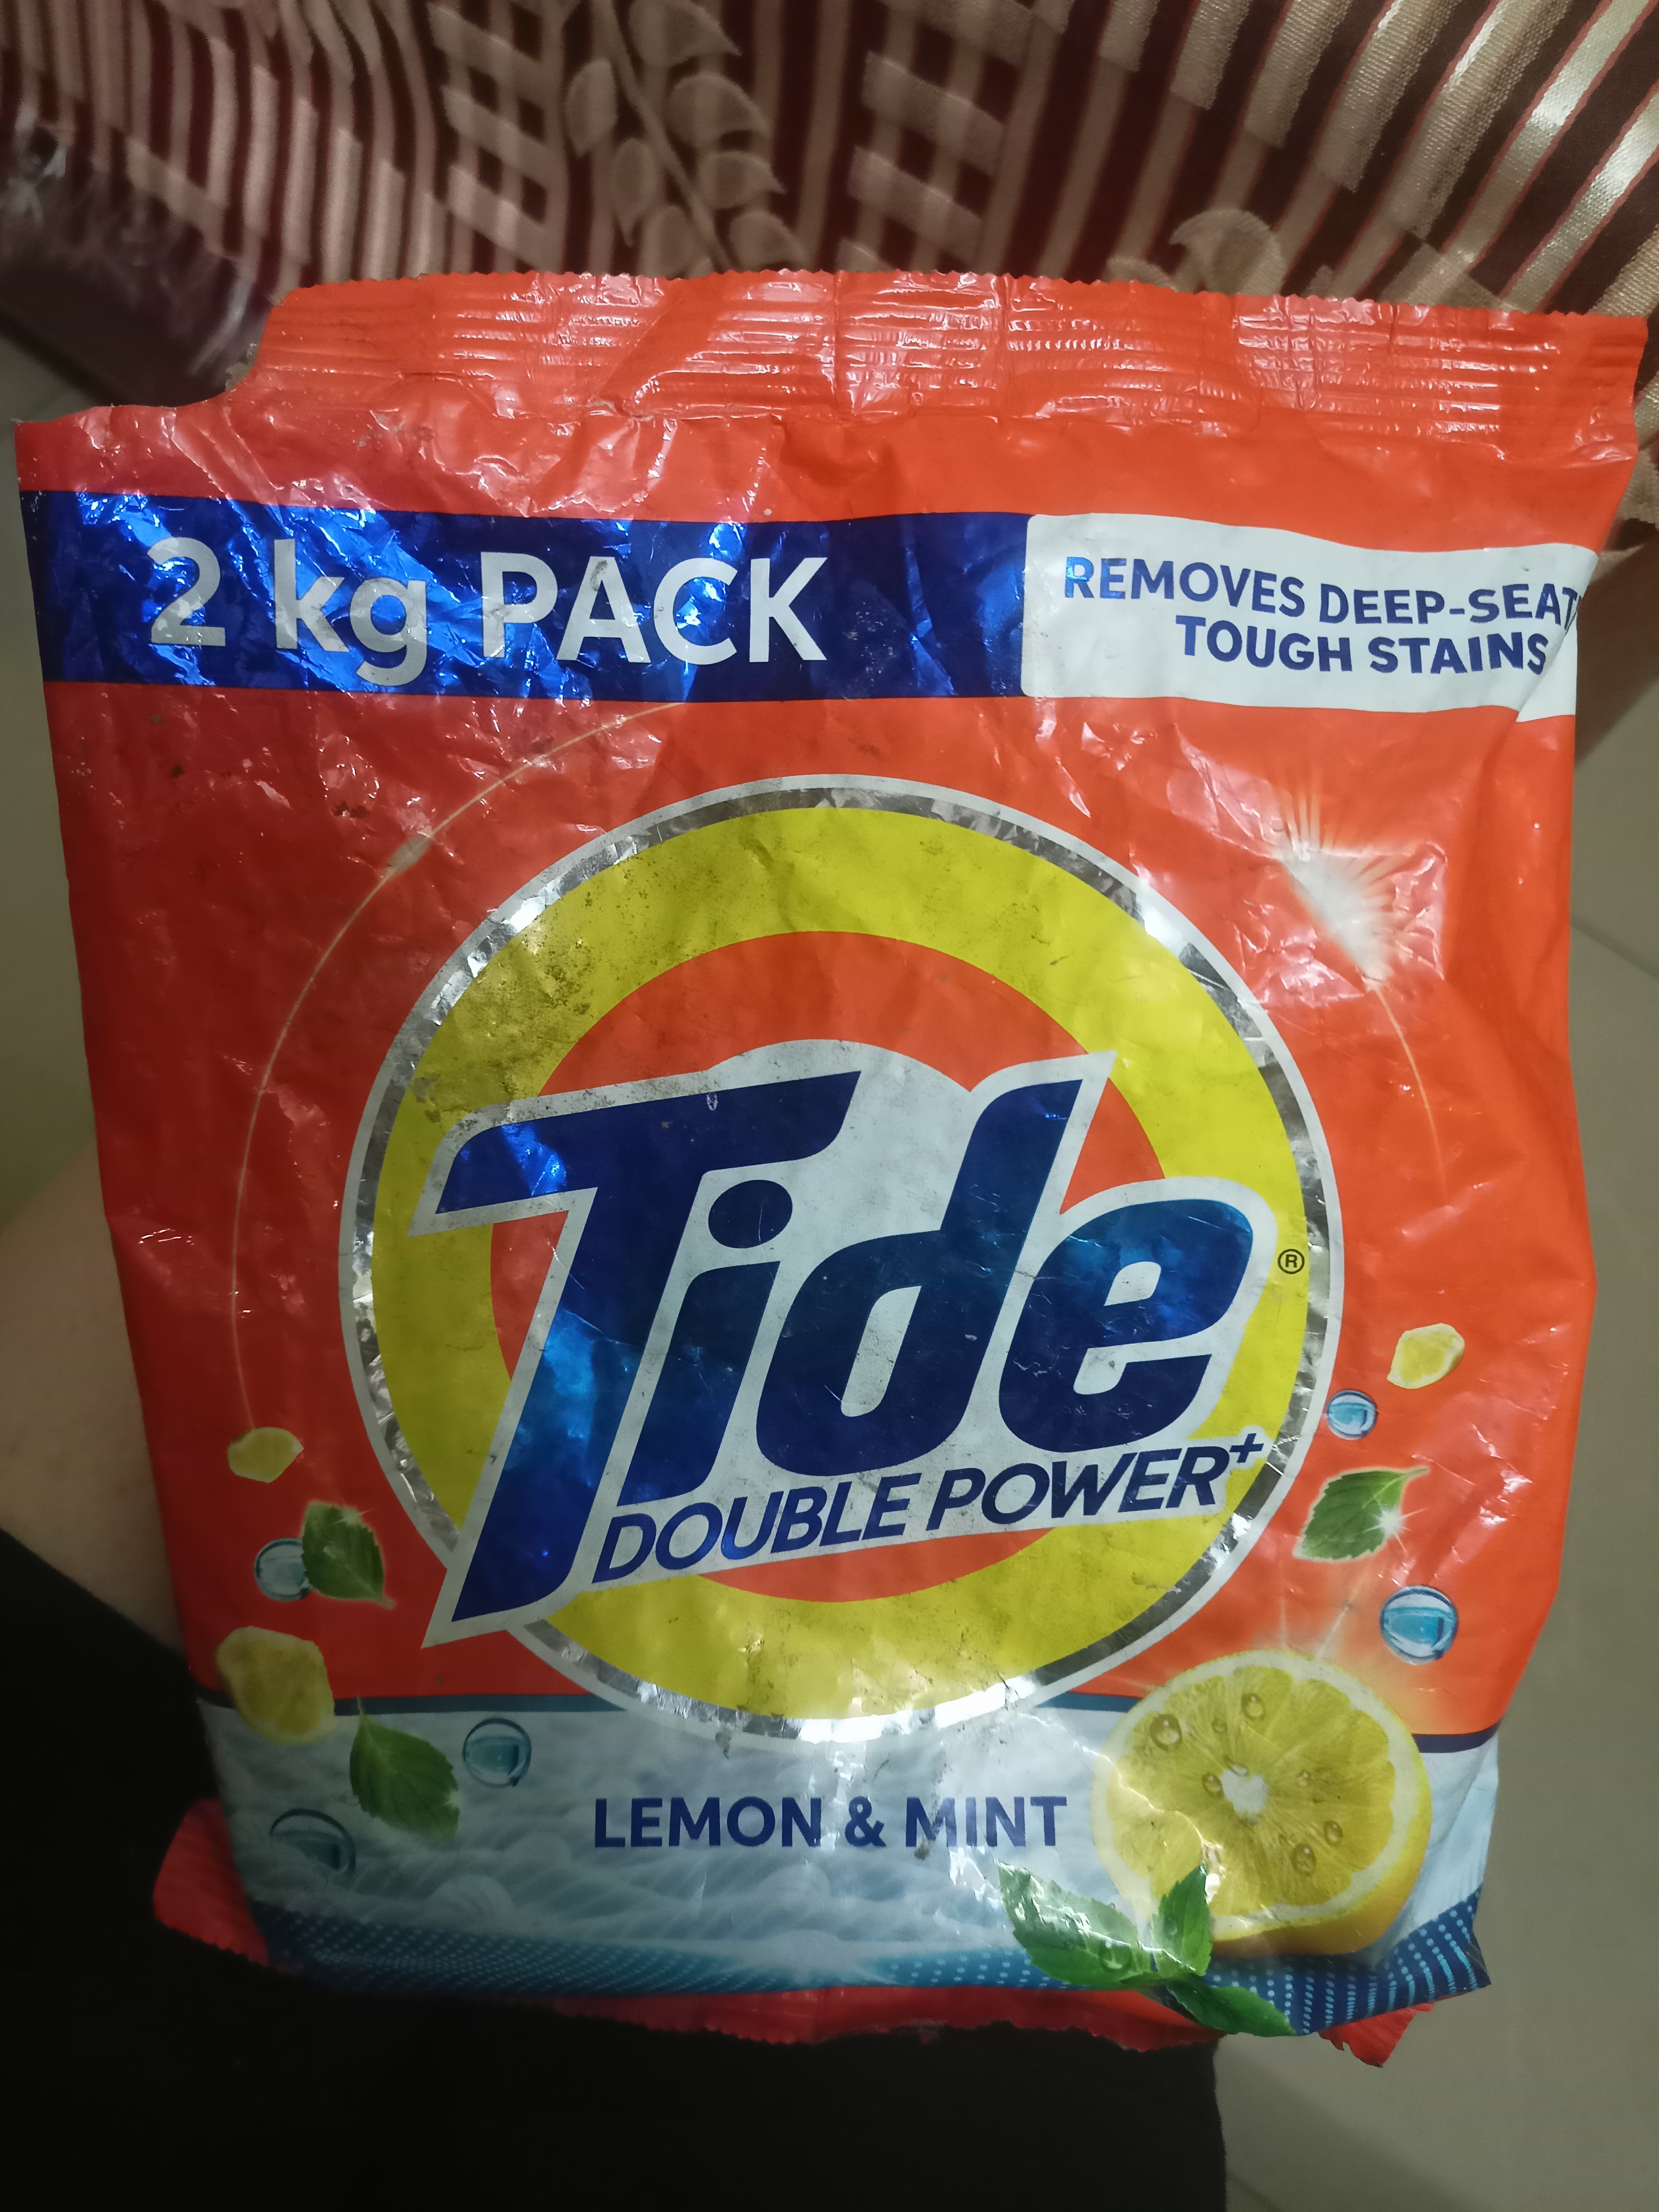 2 kg PACK
REMOVES DEEP-SEAT
TOUGH STAINS
Tide®
DOUBLE POWER+
LEMON & MINT